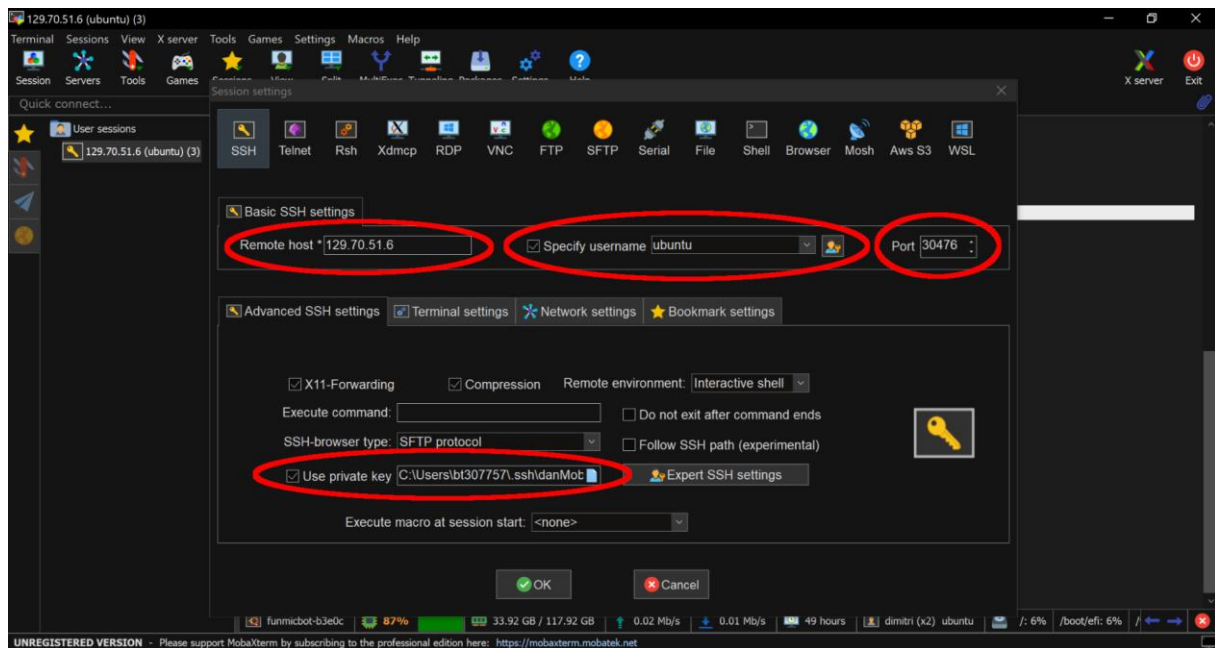 129.70.51.6 (ubuntu) (3)
Terminal Sessions View X server Tools Games Settings Macros Help
Session Servers Tools Games Sessions View Split MultiExec Tunneling Packages Settings Help X server Exit
Quick connect...
Session settings
User sessions
129.70.51.6 (ubuntu) (3)
SSH Telnet Rsh Xdmcp RDP VNC FTP SFTP Serial File Shell Browser Mosh Aws S3 WSL
Basic SSH settings
Remote host * 129.70.51.6 Specify username ubuntu Port 30476
Advanced SSH settings Terminal settings Network settings Bookmark settings
X11-Forwarding Compression Remote environment: Interactive shell
Execute command: Do not exit after command ends
SSH-browser type: SFTP protocol Follow SSH path (experimental)
Use private key C:\Users\bt307757\.ssh\danMob Expert SSH settings
Execute macro at session start: <none>
OK Cancel
funmicbot-b3e0c 87% 33.92 GB / 117.92 GB 0.02 Mb/s 0.01 Mb/s 49 hours dimitri (x2) ubuntu /: 6% /boot/efi: 6% /
UNREGISTERED VERSION - Please support MobaXterm by subscribing to the professional edition here: https://mobaxterm.mobatek.net